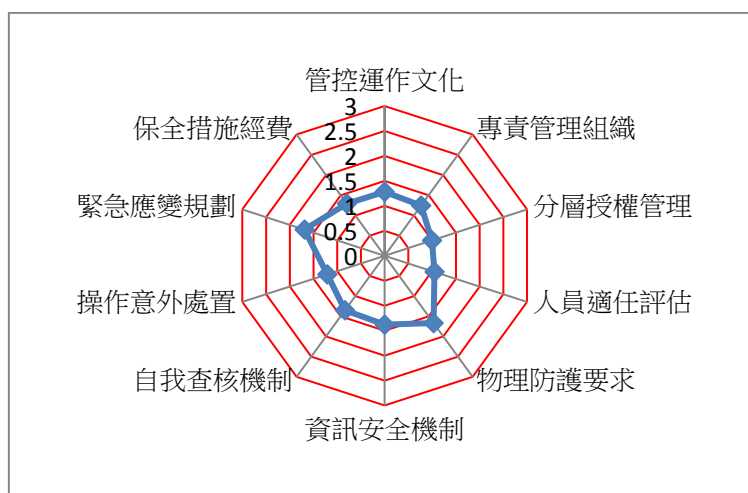 管控運作文化
專責管理組織
分層授權管理
人員適任評估
物理防護要求
資訊安全機制
自我查核機制
操作意外處置
緊急應變規劃
保全措施經費
3
2.5
2
1.5
1
0.5
0